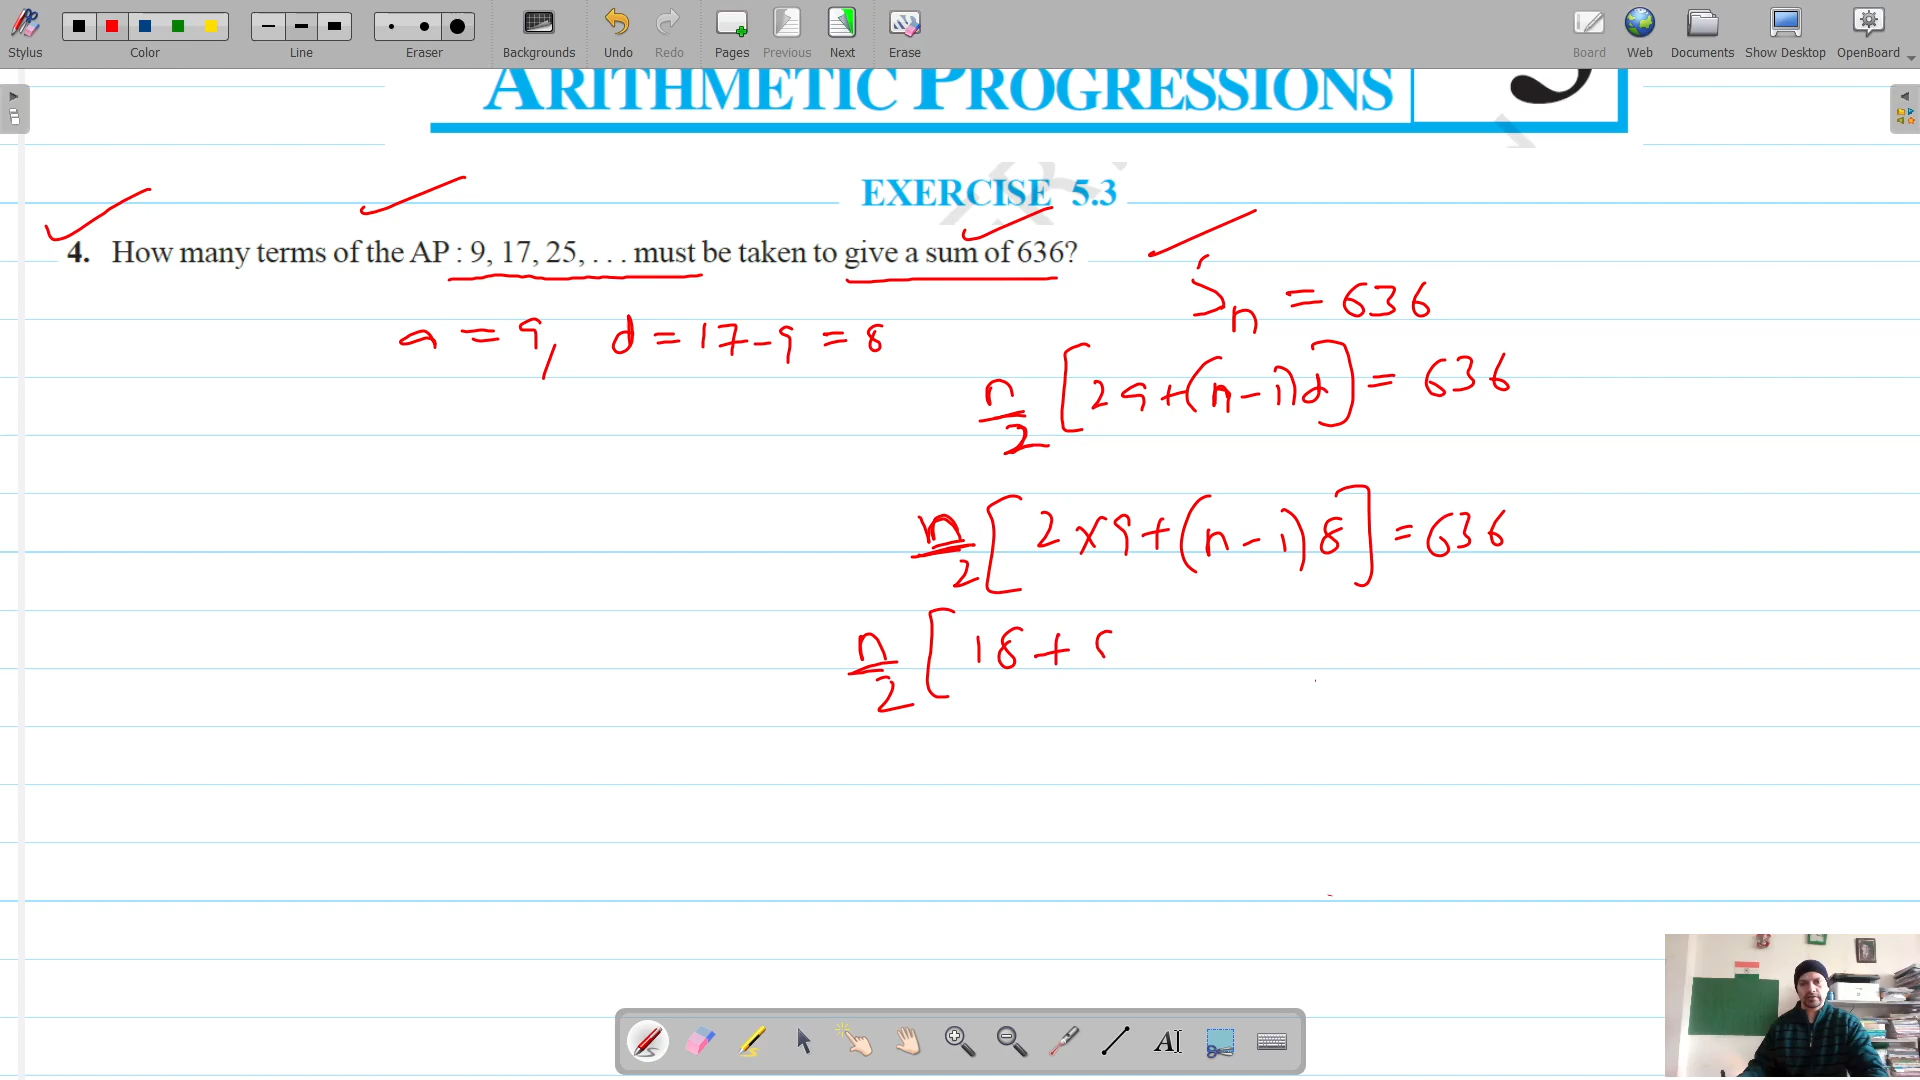 Stylus Color Line Eraser Backgrounds Undo Redo Pages Previous Next Erase Board Web Documents Show Desktop OpenBoard
ARITHMETIC PROGRESSIONS
EXERCISE 5.3
4. How many terms of the AP : 9, 17, 25, . . . must be taken to give a sum of 636?
Sn = 636
a = 9, d = 17 - 9 = 8
n/2 [2a+(n-1)d] = 636
n/2 [2×9+(n-1)8] = 636
n/2 [18+